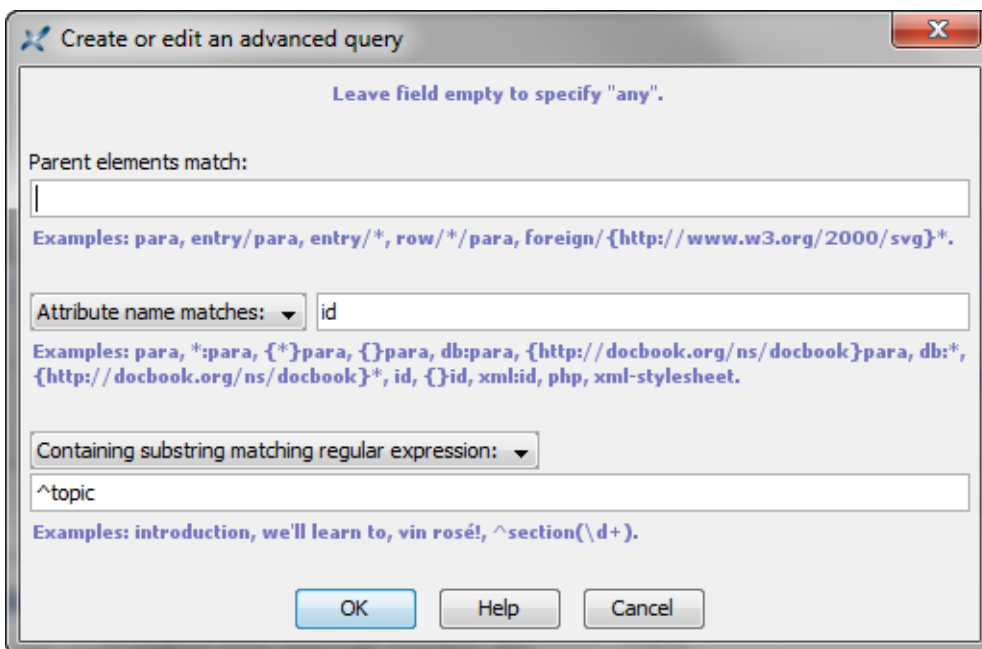 Create or edit an advanced query
Leave field empty to specify "any".
Parent elements match:
Examples: para, entry/para, entry/*, row/*/para, foreign/{http://www.w3.org/2000/svg}*.
Attribute name matches:
id
Examples: para, *:para, {*}para, {}para, db:para, {http://docbook.org/ns/docbook}para, db:*,
{http://docbook.org/ns/docbook}*, id, {}id, xml:id, php, xml-stylesheet.
Containing substring matching regular expression:
^topic
Examples: introduction, we'll learn to, vin rosé!, ^section(\d+).
OK
Help
Cancel